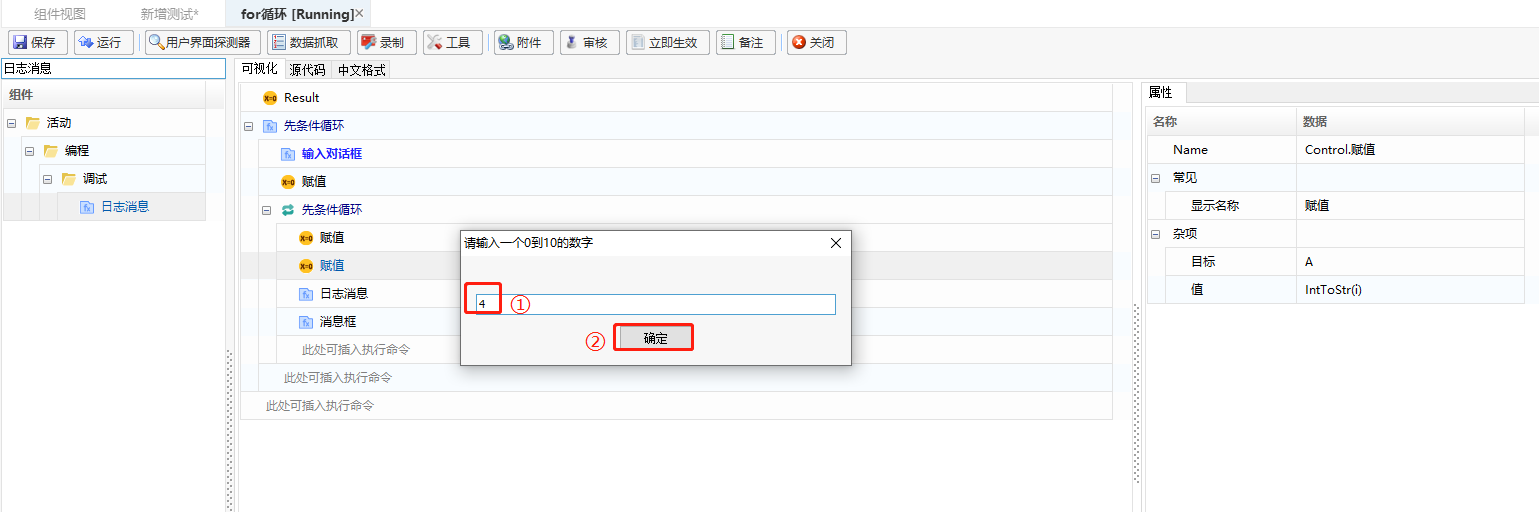 组件视图 新增测试* for循环 [Running]
保存 运行 用户界面探测器 数据抓取 录制 工具 附件 审核 立即生效 备注 关闭
日志消息
组件
活动
编程
调试
日志消息
可视化 源代码 中文格式
Result
先条件循环
输入对话框
赋值
先条件循环
赋值
赋值
日志消息
消息框
此处可插入执行命令
此处可插入执行命令
此处可插入执行命令
请输入一个0到10的数字
4 ①
② 确定
属性
名称 数据
Name Control.赋值
常见
显示名称 赋值
杂项
目标 A
值 IntToStr(i)